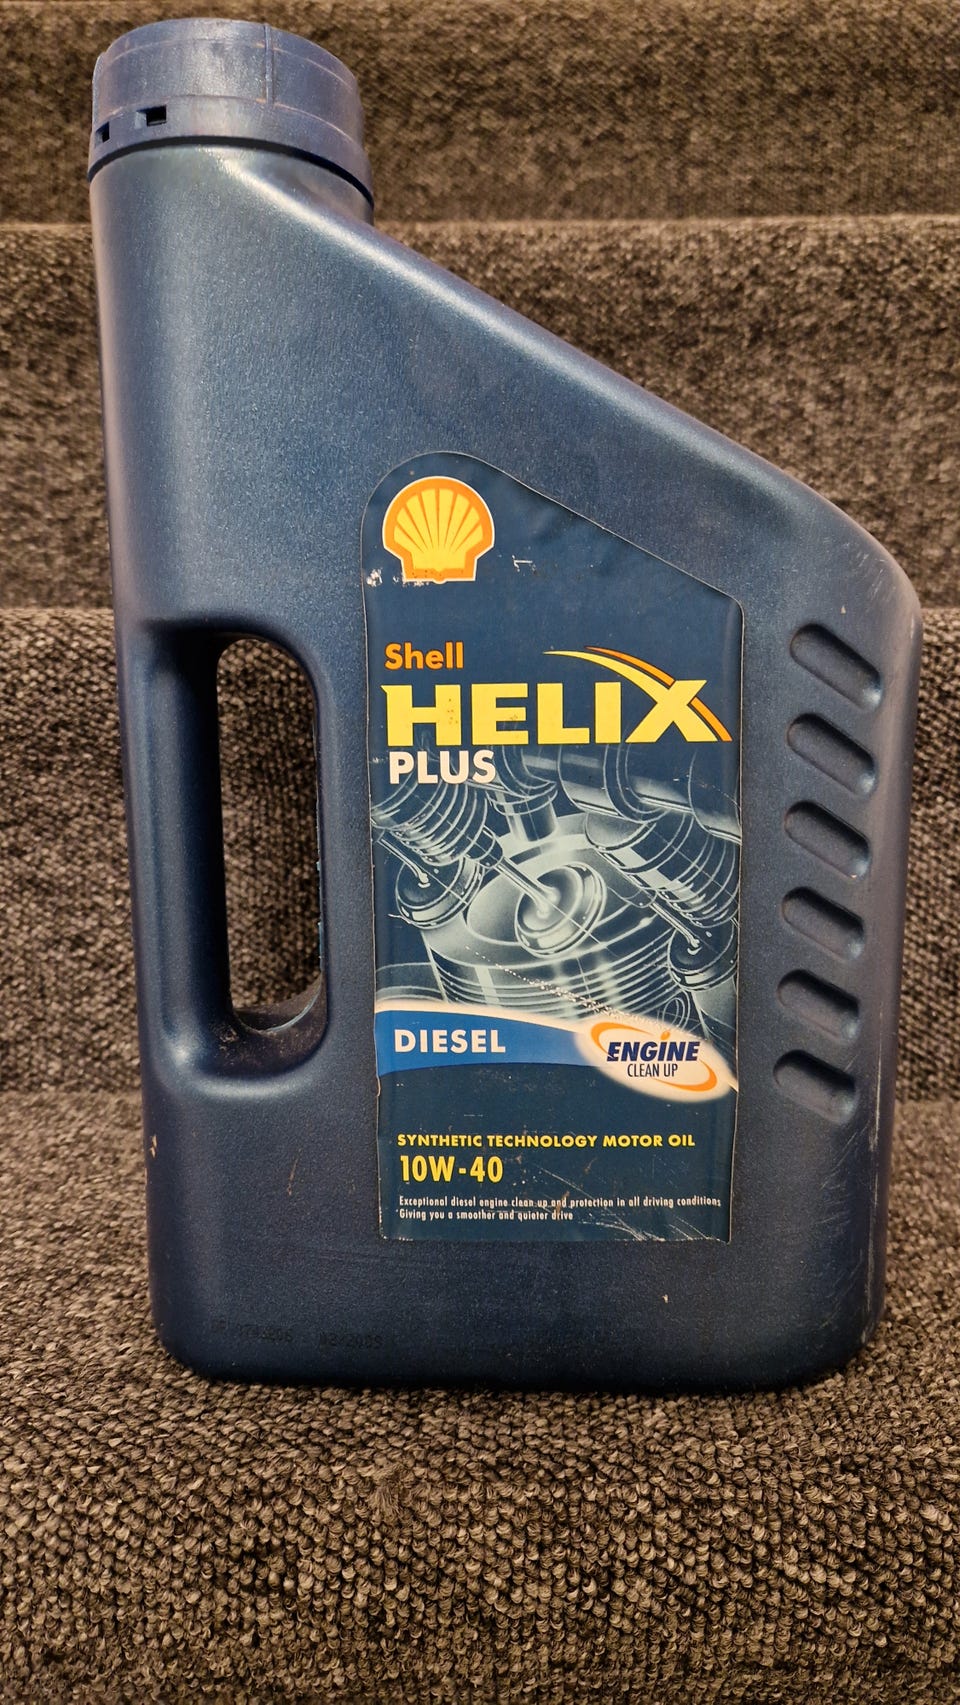 Shell
HELIX
PLUS
DIESEL
ENGINE
CLEAN UP
SYNTHETIC TECHNOLOGY MOTOR OIL
10W-40
Exceptional diesel engine clean up and protection in all driving conditions
Giving you a smoother and quieter drive